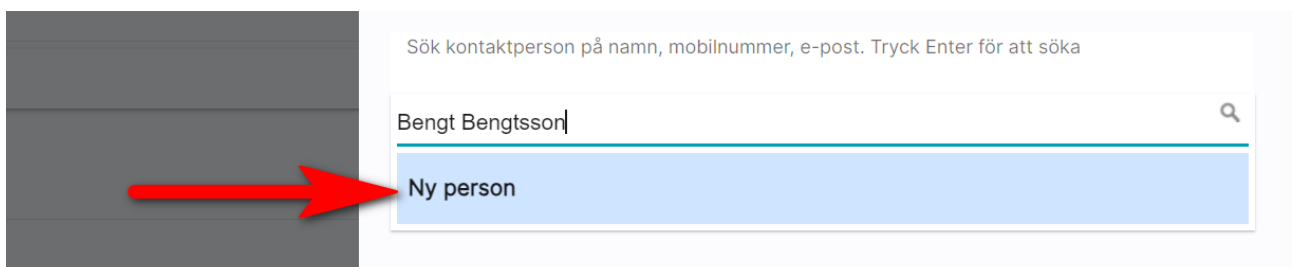 Sök kontaktperson på namn, mobilnummer, e-post. Tryck Enter för att söka
Bengt Bengtsson
Ny person